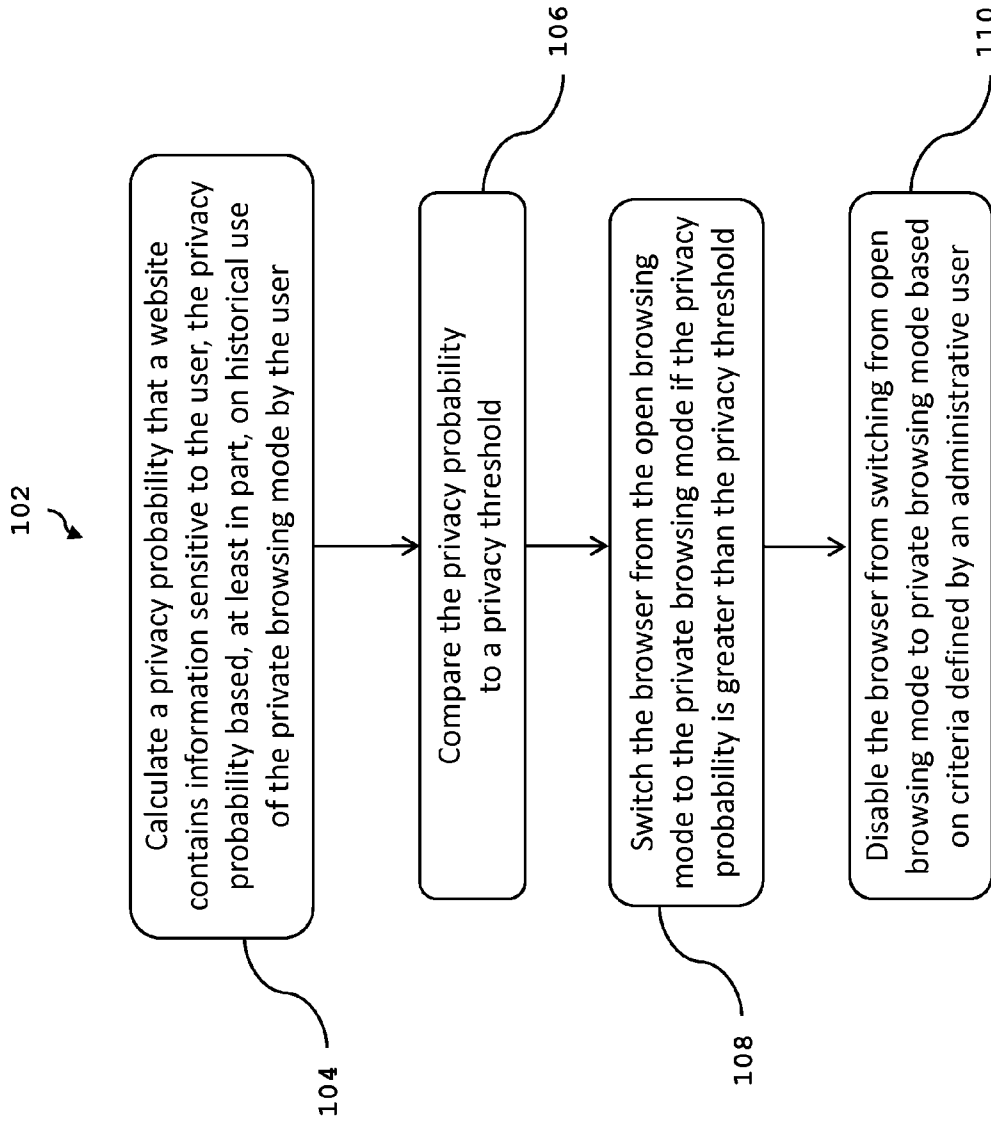 102
Calculate a privacy probability that a website
contains information sensitive to the user, the privacy
probability based, at least in part, on historical use
of the private browsing mode by the user
104
Compare the privacy probability
to a privacy threshold
106
Switch the browser from the open browsing
mode to the private browsing mode if the privacy
probability is greater than the privacy threshold
108
Disable the browser from switching from open
browsing mode to private browsing mode based
on criteria defined by an administrative user
110